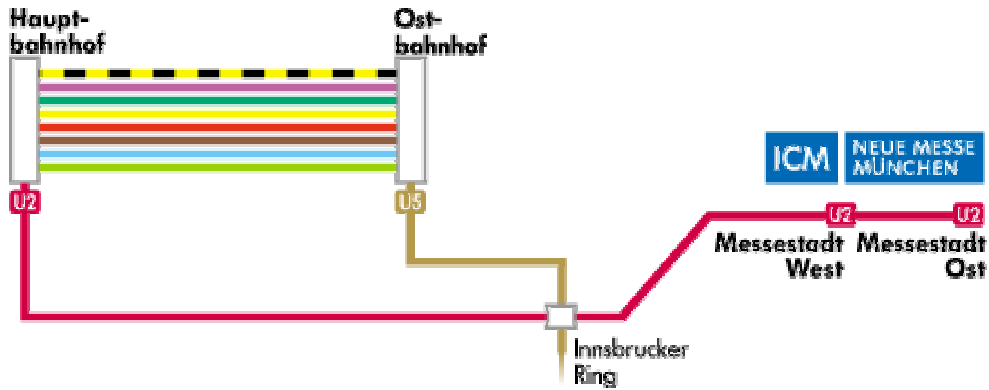 Haupt-
bahnhof
Ost-
bahnhof
ICM
NEUE MESSE
MÜNCHEN
U2
U5
U2
U2
Messestadt
West
Messestadt
Ost
Innsbrucker
Ring